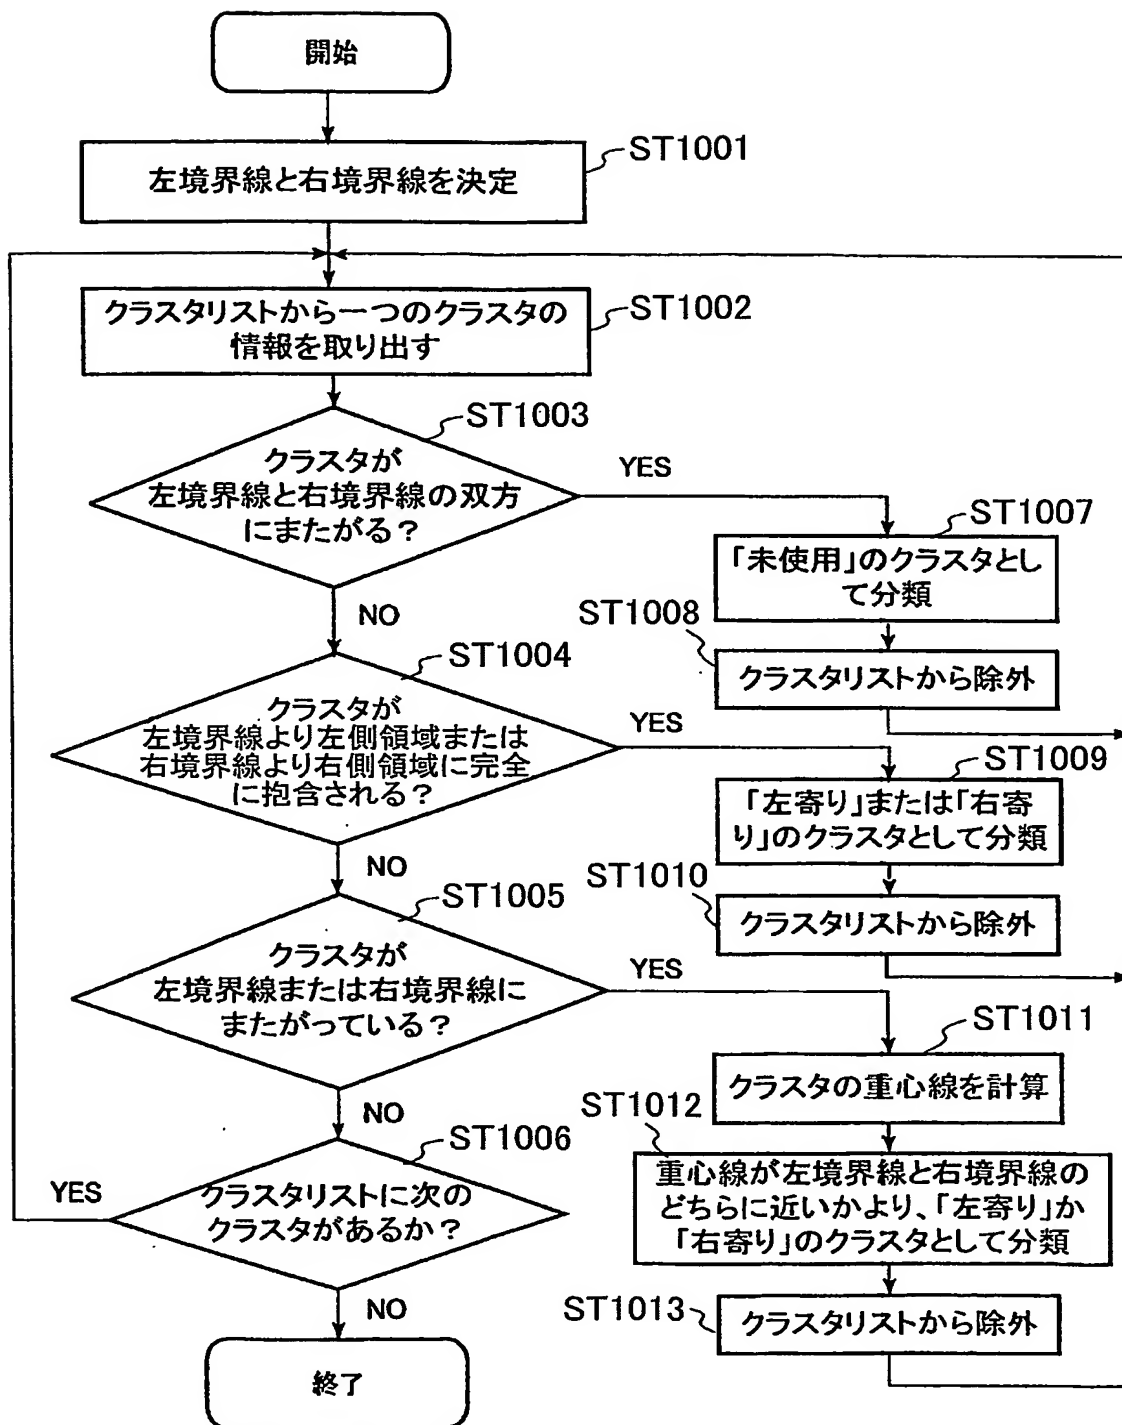 開始
ST1001
左境界線と右境界線を決定
クラスタリストから一つのクラスタの
情報を取り出す
ST1002
ST1003
クラスタが
左境界線と右境界線の双方
にまたがる?
YES
NO
ST1007
「未使用」のクラスタとし
て分類
ST1008
クラスタリストから除外
ST1004
クラスタが
左境界線より左側領域または
右境界線より右側領域に完全
に抱含される?
YES
NO
ST1009
「左寄り」または「右寄
り」のクラスタとして分類
ST1010
クラスタリストから除外
ST1005
クラスタが
左境界線または右境界線に
またがっている?
YES
NO
ST1011
クラスタの重心線を計算
ST1012
重心線が左境界線と右境界線の
どちらに近いかより、「左寄り」か
「右寄り」のクラスタとして分類
ST1006
クラスタリストに次の
クラスタがあるか?
YES
NO
ST1013
クラスタリストから除外
終了